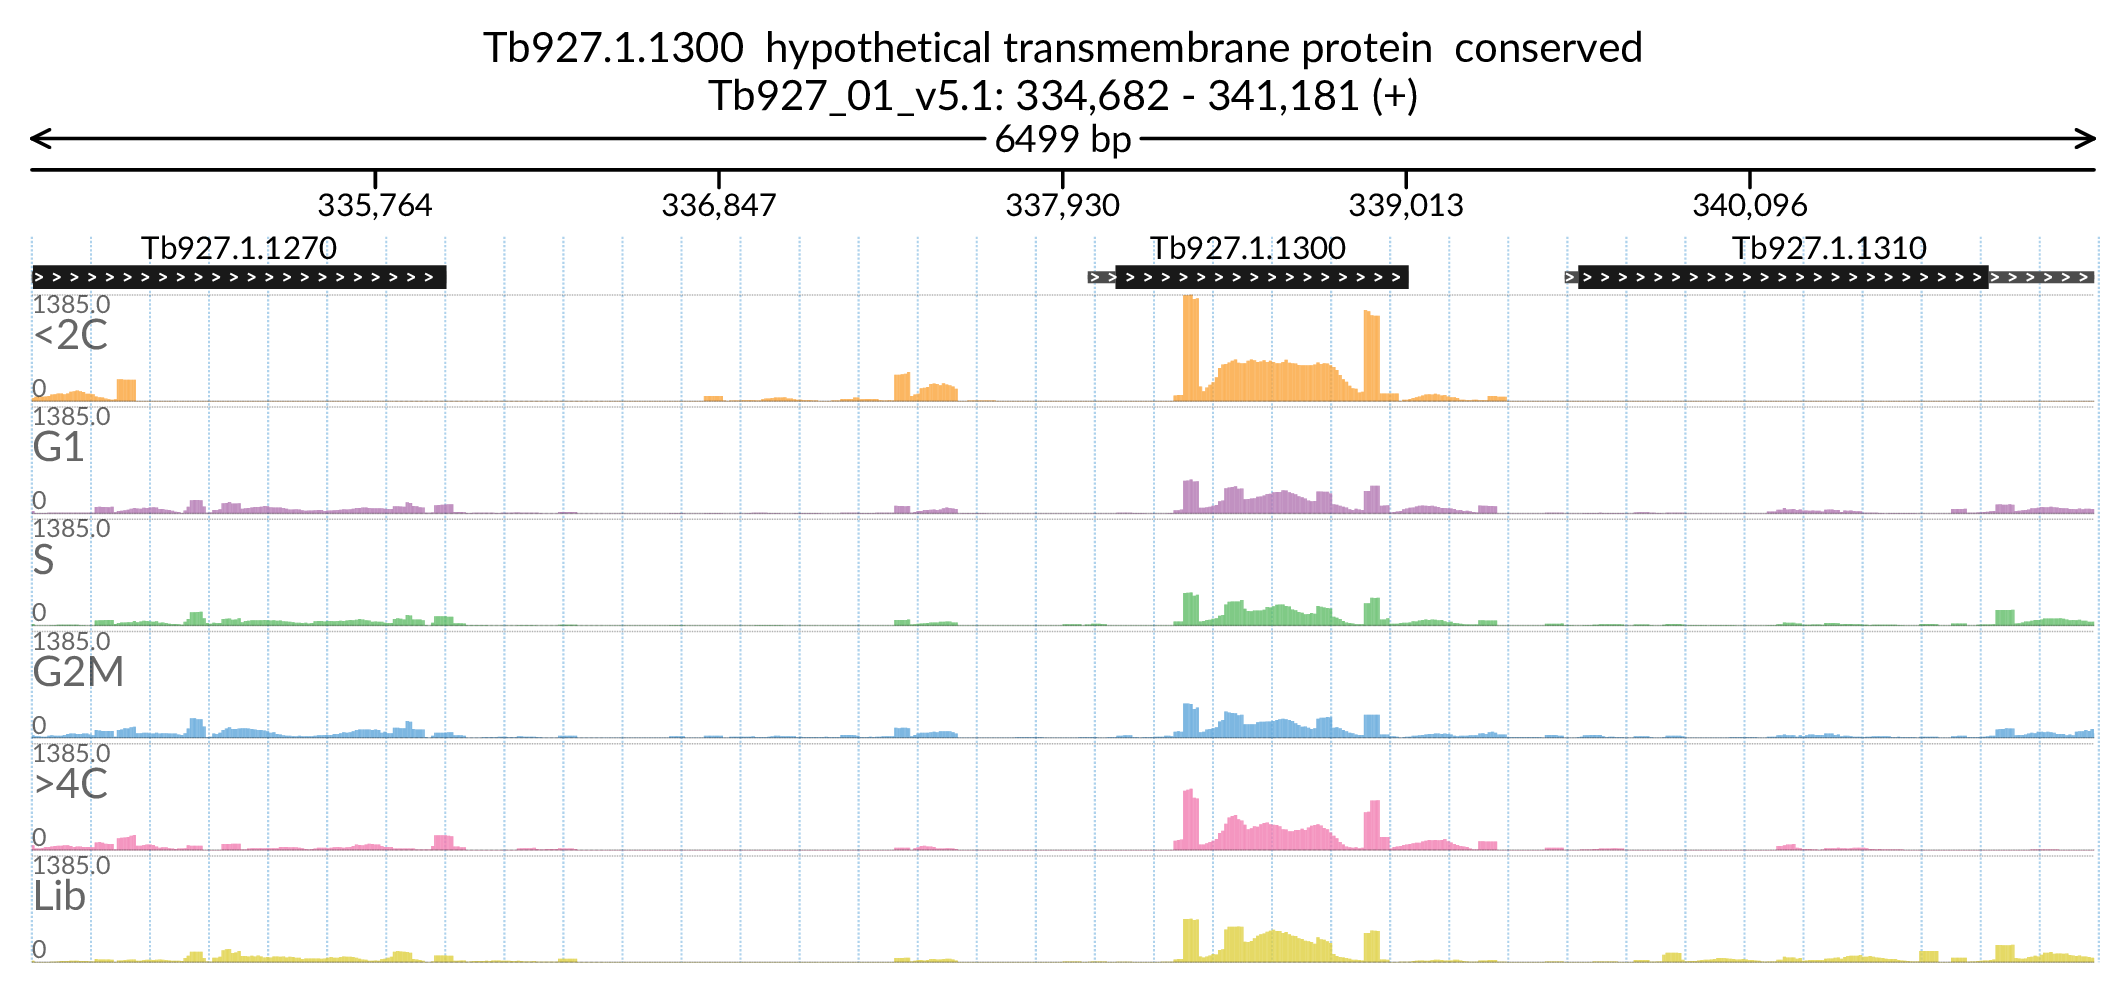 Tb927.1.1300 hypothetical transmembrane protein conserved
Tb927_01_v5.1: 334,682 - 341,181 (+)
6499 bp
335,764 336,847 337,930 339,013 340,096
Tb927.1.1270 Tb927.1.1300 Tb927.1.1310
1385.0
<2C
0
1385.0
G1
0
1385.0
S
0
1385.0
G2M
0
1385.0
>4C
0
1385.0
Lib
0